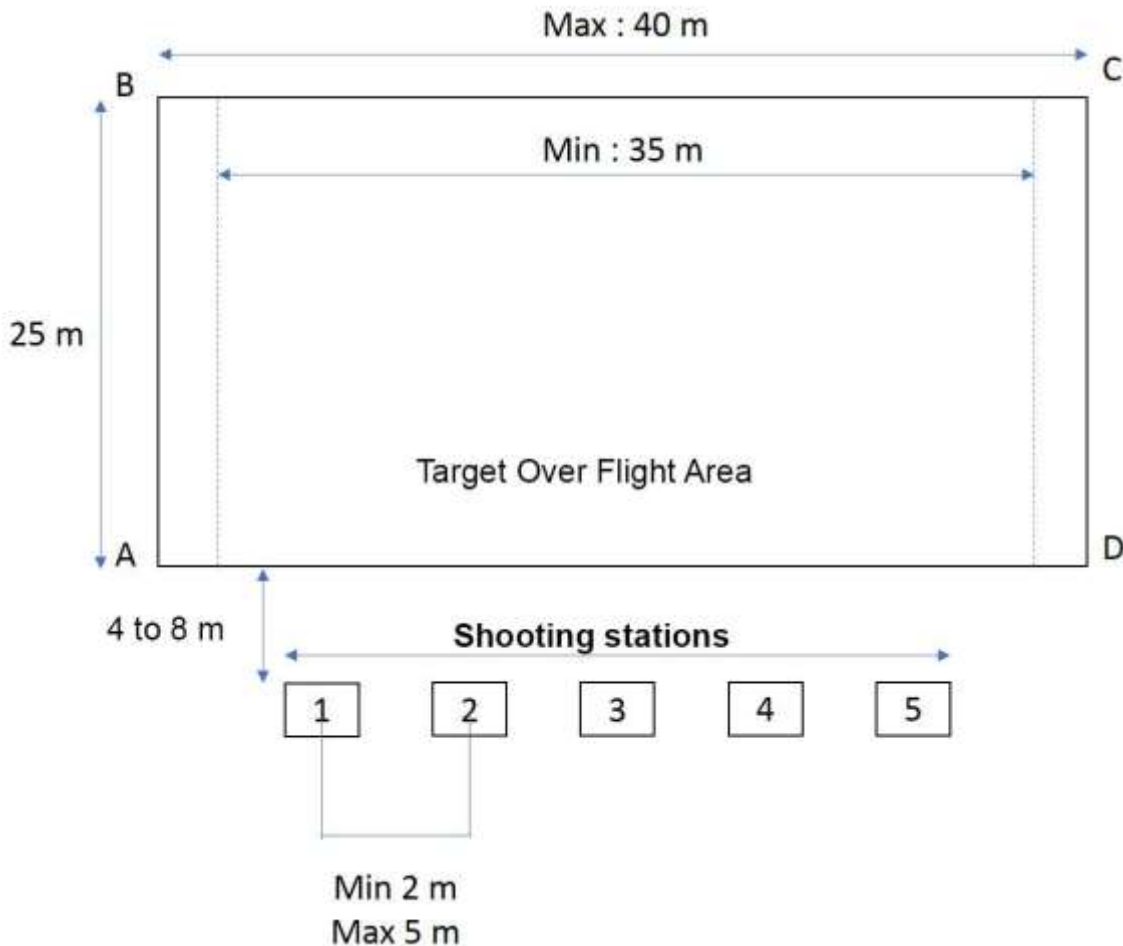 Max : 40 m
B
C
Min : 35 m
25 m
Target Over Flight Area
A
D
4 to 8 m
Shooting stations
1 2 3 4 5
Min 2 m
Max 5 m